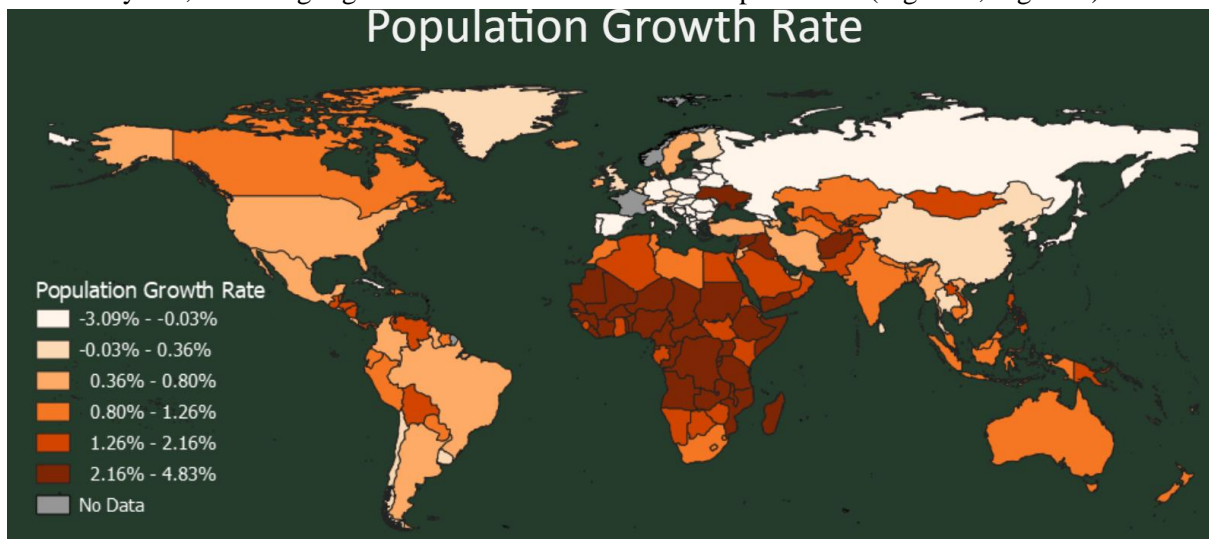 Population Growth Rate
Population Growth Rate
-3.09% - -0.03%
-0.03% - 0.36%
0.36% - 0.80%
0.80% - 1.26%
1.26% - 2.16%
2.16% - 4.83%
No Data